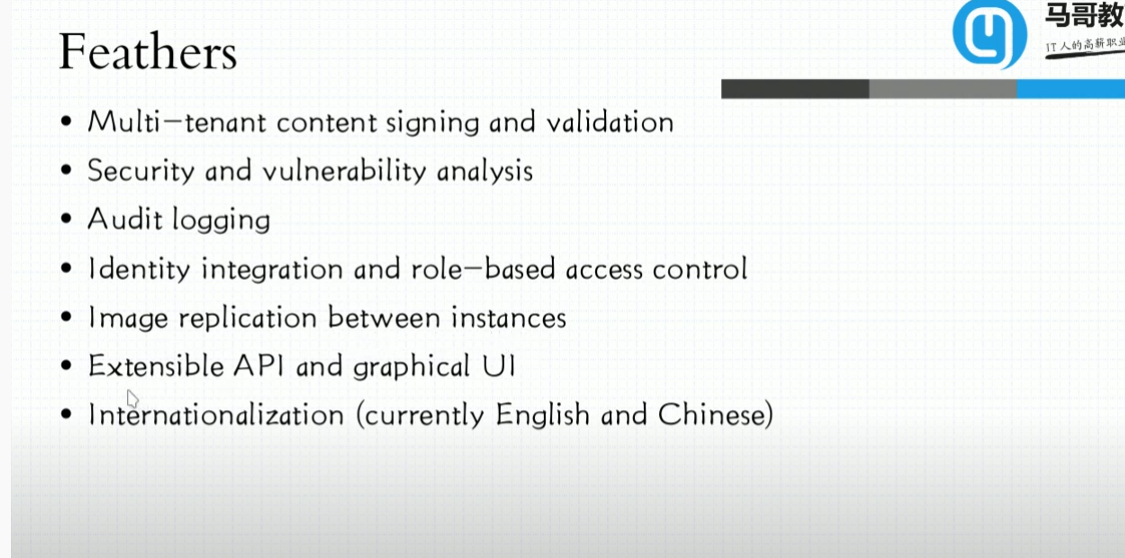 马哥教
IT人的高薪职业
Feathers
• Multi-tenant content signing and validation
• Security and vulnerability analysis
• Audit logging
• Identity integration and role-based access control
• Image replication between instances
• Extensible API and graphical UI
• Internationalization (currently English and Chinese)